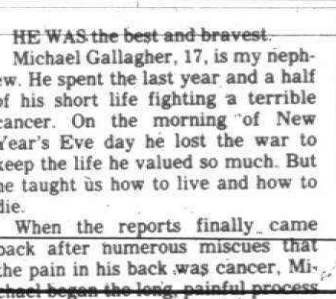 HE WAS the best and bravest.
Michael Gallagher, 17, is my neph-
ew. He spent the last year and a half
of his short life fighting a terrible
cancer. On the morning of New
Year's Eve day he lost the war to
keep the life he valued so much. But
he taught us how to live and how to
die.
When the reports finally came
back after numerous miscues that
the pain in his back was cancer, Mi-
chael began the long, painful process